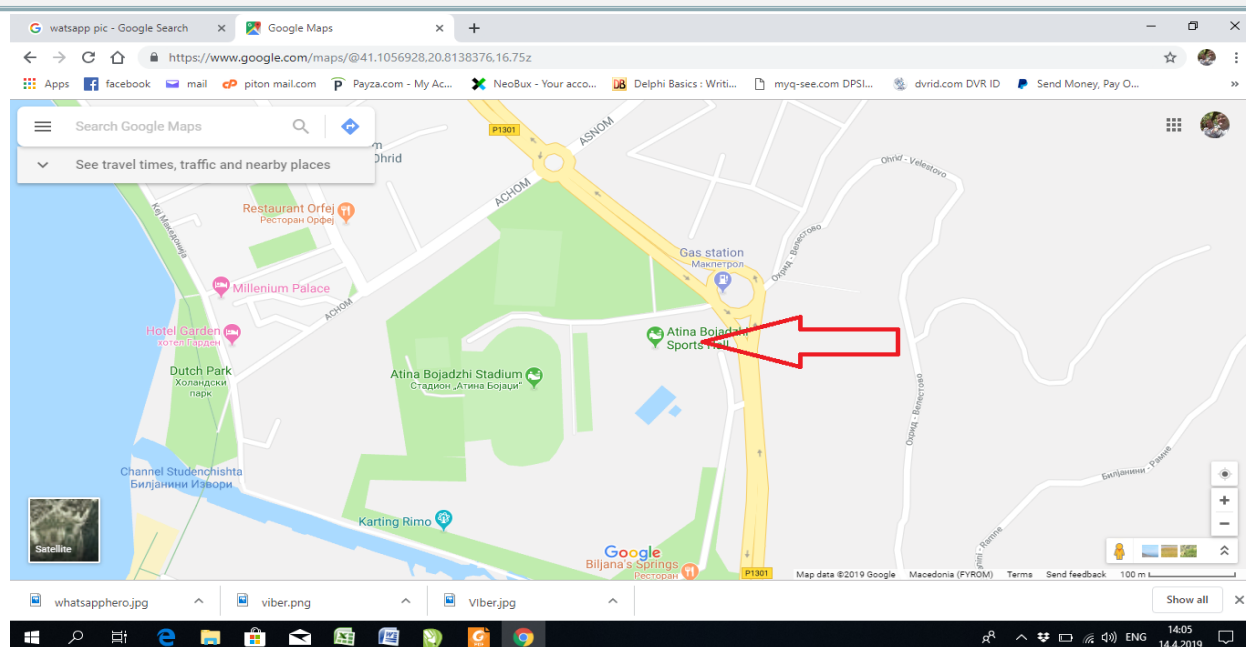 watsapp pic - Google Search
Google Maps
https://www.google.com/maps/@41.1056928,20.8138376,16.75z
Apps
facebook
mail
piton mail.com
Payza.com - My Ac...
NeoBux - Your acco...
Delphi Basics : Writi...
myq-see.com DPSI...
dvrid.com DVR ID
Send Money, Pay O...
Search Google Maps
See travel times, traffic and nearby places
Ohrid
P1301
ASNOM
АСНОМ
Ohrid - Velestovo
Кеј Македонија
Restaurant Orfej
Ресторан Орфеј
Gas station
Макпетрол
Охрид - Велестово
Millenium Palace
АСНОМ
Hotel Garden
хотел Гарден
Atina Bojadzhi
Sports Hall
Dutch Park
Холандски
парк
Atina Bojadzhi Stadium
Стадион „Атина Бојаџи“
Охрид - Велестово
Channel Studenchishta
Билјанини Извори
Билјанини - Рамне
Karting Rimo
Satellite
Google
Biljana's Springs
Ресторан
P1301
Ramne
Map data ©2019 Google
Macedonia (FYROM)
Terms
Send feedback
100 m
whatsapphero.jpg
viber.png
VIber.jpg
Show all
ENG
14:05
14.4.2019